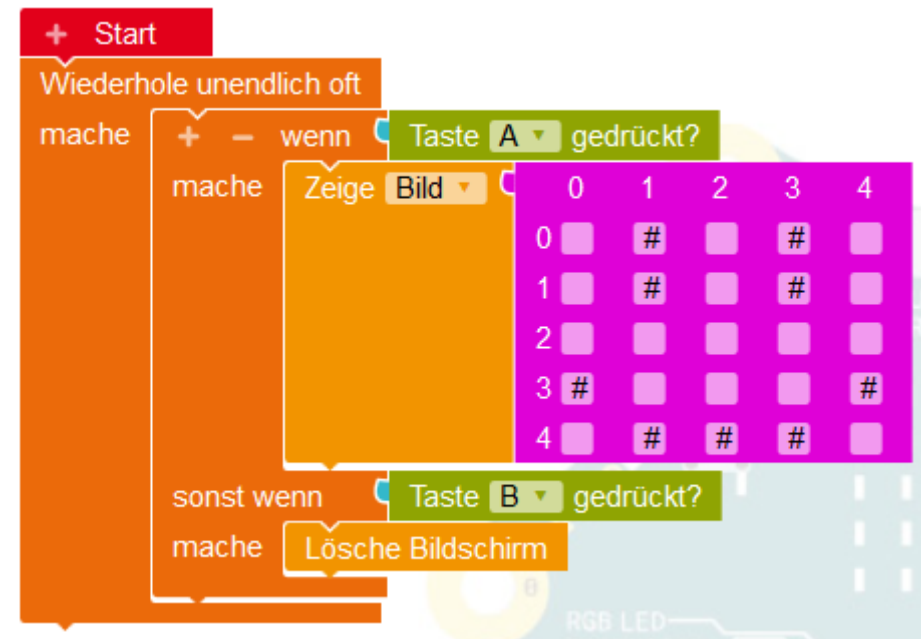 + Start
Wiederhole unendlich oft
mache + − wenn Taste A gedrückt?
mache Zeige Bild 0 1 2 3 4
0 # #
1 # #
2
3 # #
4 # # #
sonst wenn Taste B gedrückt?
mache Lösche Bildschirm
0
RGB LED